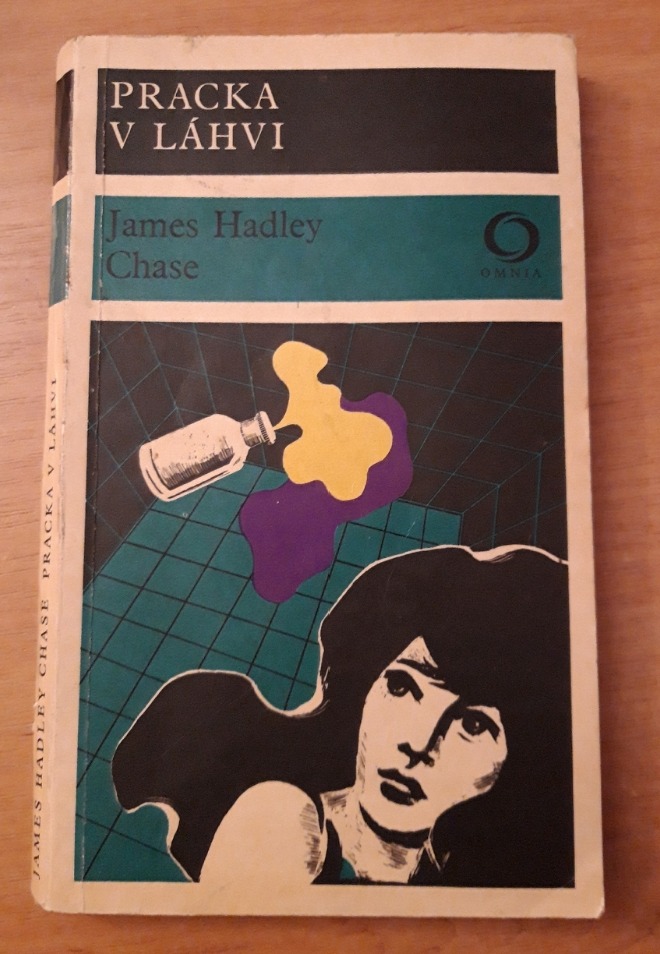 PRACKA
V LÁHVI
James Hadley
Chase
OMNIA
JAMES HADLEY CHASE PRACKA V LÁHVI